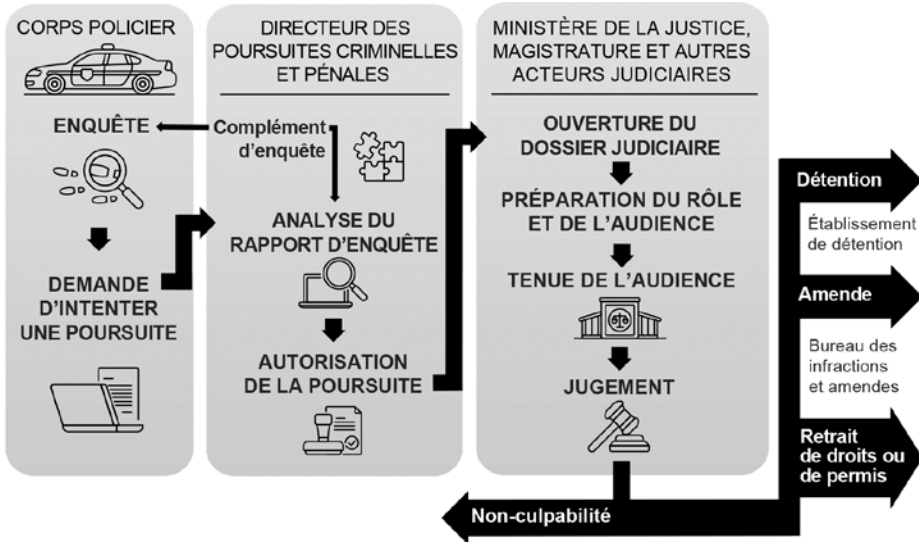 CORPS POLICIER
ENQUÊTE
DEMANDE
D'INTENTER
UNE POURSUITE
DIRECTEUR DES
POURSUITES CRIMINELLES
ET PÉNALES
Complément
d'enquête
ANALYSE DU
RAPPORT D'ENQUÊTE
AUTORISATION
DE LA POURSUITE
MINISTÈRE DE LA JUSTICE,
MAGISTRATURE ET AUTRES
ACTEURS JUDICIAIRES
OUVERTURE DU
DOSSIER JUDICIAIRE
PRÉPARATION DU RÔLE
ET DE L'AUDIENCE
TENUE DE L'AUDIENCE
JUGEMENT
Non-culpabilité
Détention
Établissement
de détention
Amende
Bureau des
infractions
et amendes
Retrait
de droits ou
de permis